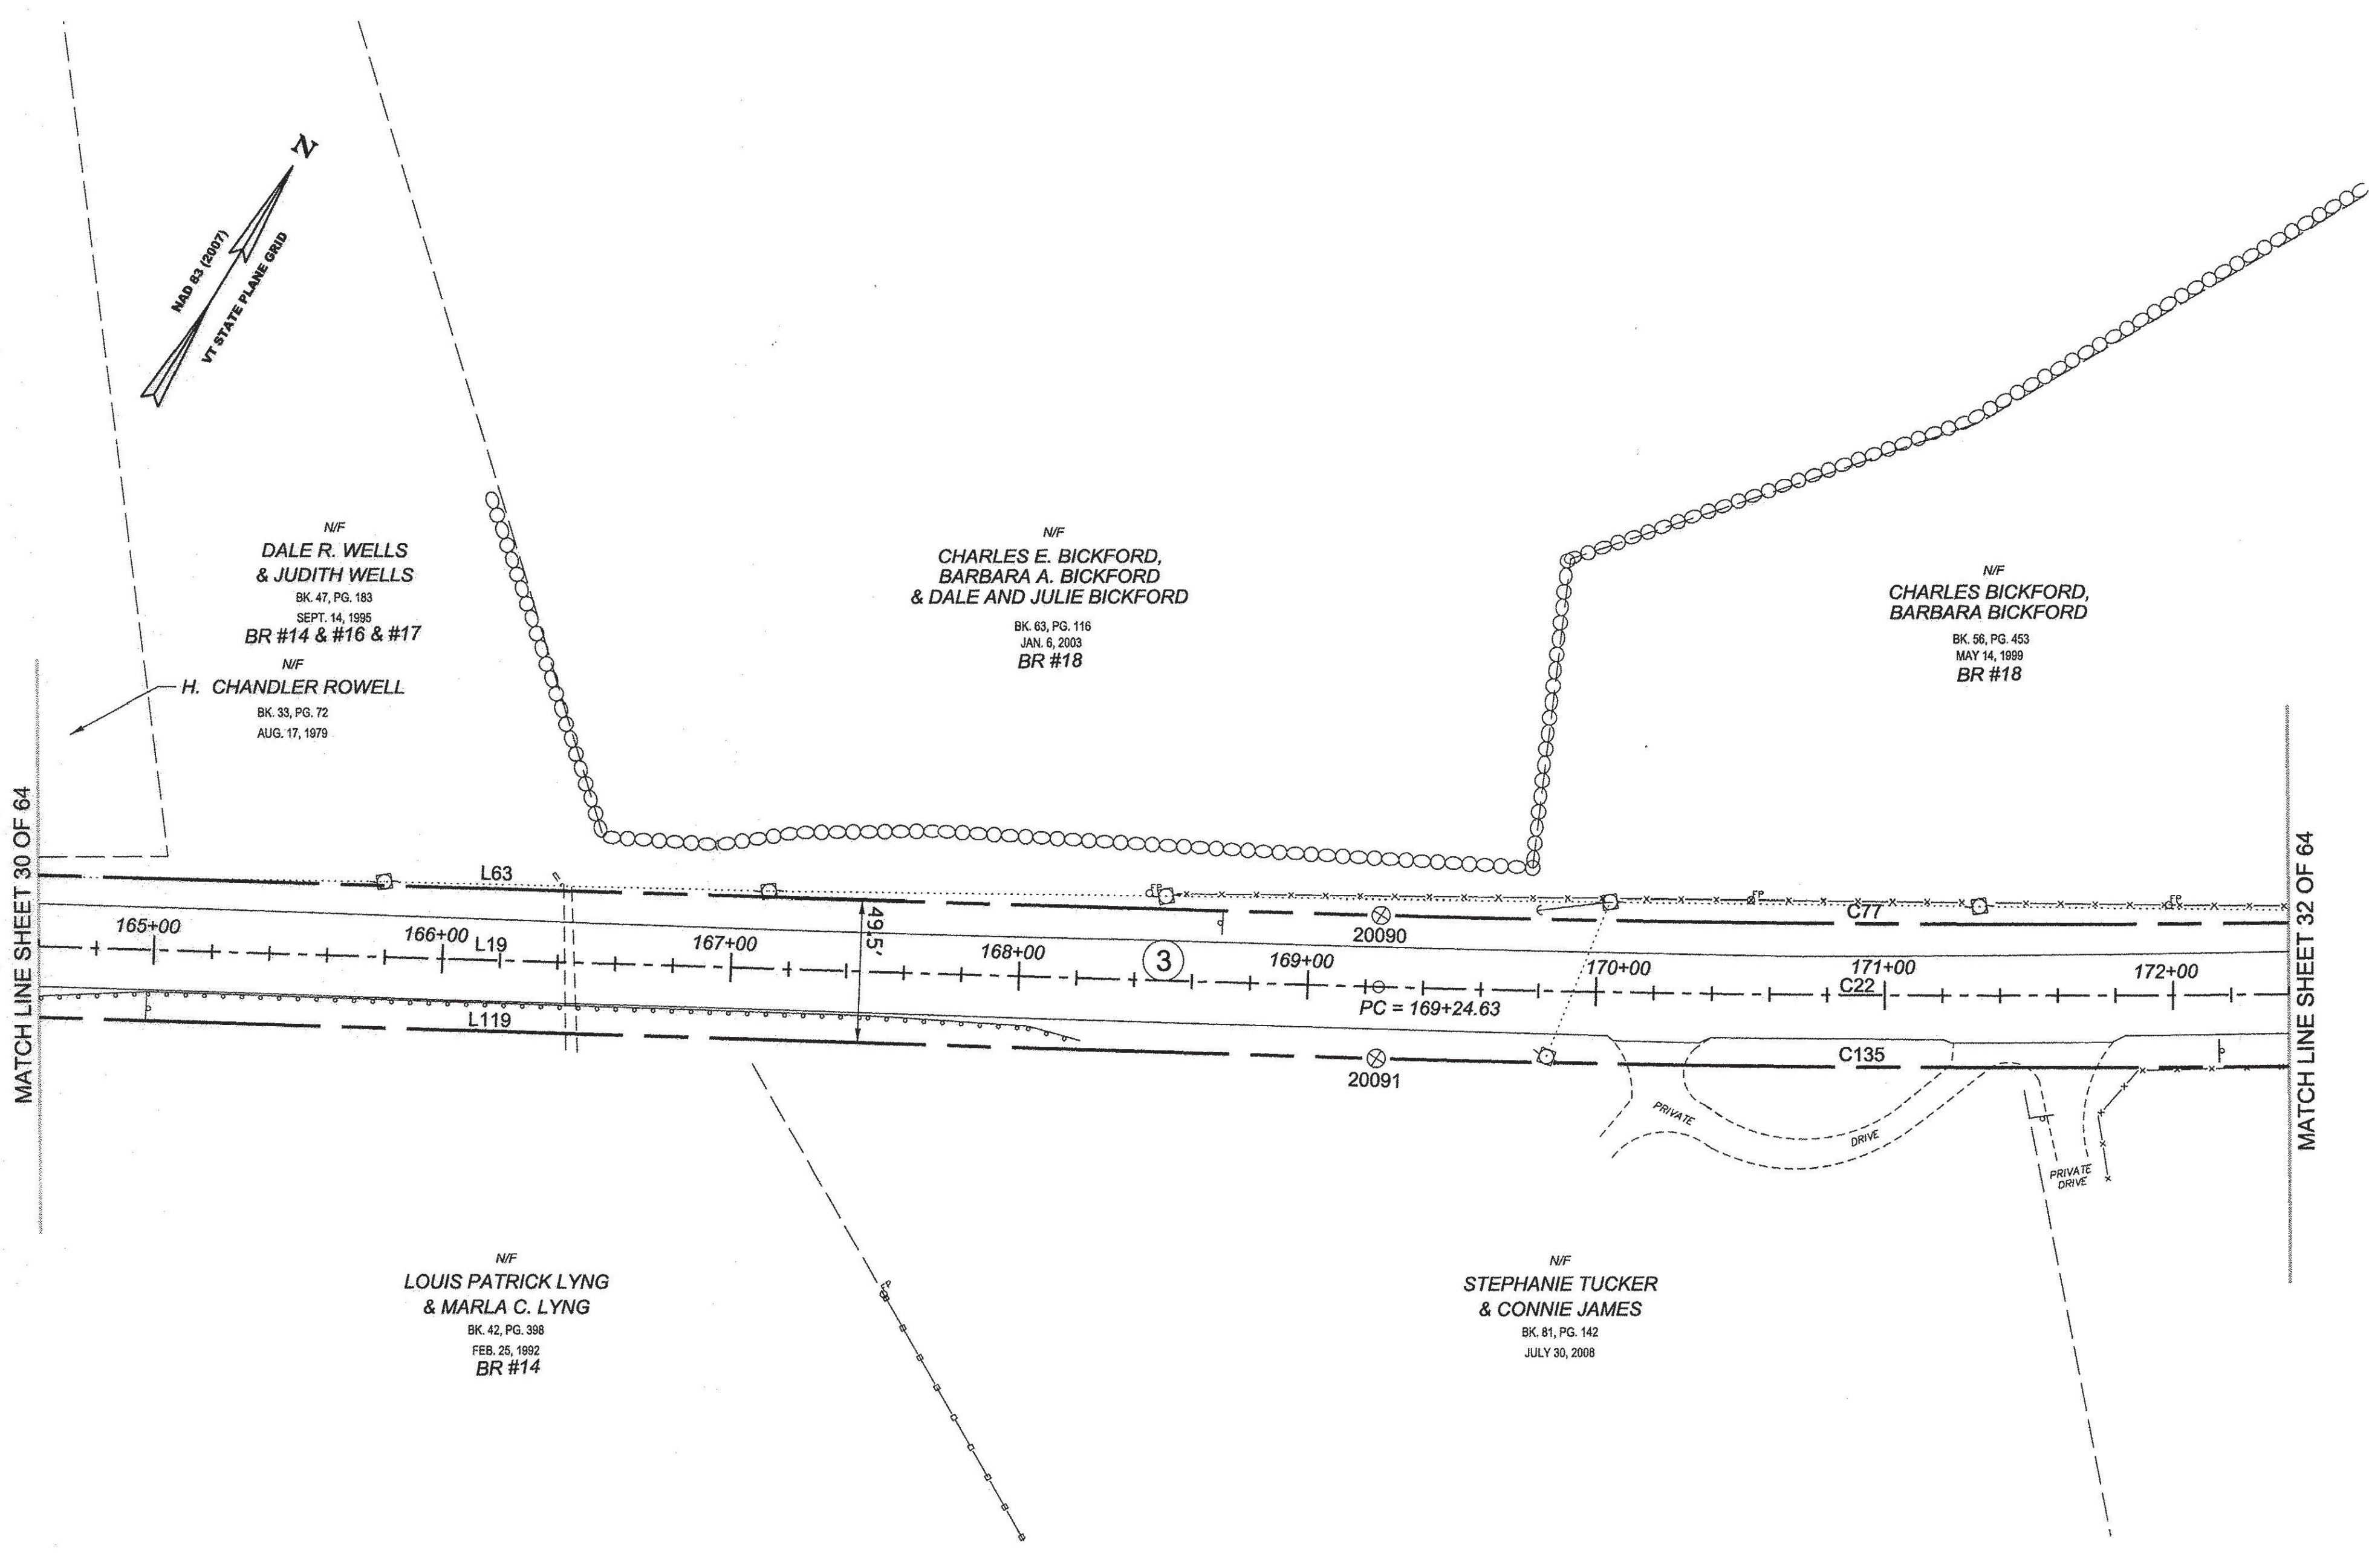 N
NAD 83 (2007)
VT STATE PLANE GRID
N/F
DALE R. WELLS
& JUDITH WELLS
BK. 47, PG. 183
SEPT. 14, 1995
BR #14 & #16 & #17
N/F
H. CHANDLER ROWELL
BK. 33, PG. 72
AUG. 17, 1979
N/F
CHARLES E. BICKFORD,
BARBARA A. BICKFORD
& DALE AND JULIE BICKFORD
BK. 63, PG. 116
JAN. 6, 2003
BR #18
N/F
CHARLES BICKFORD,
BARBARA BICKFORD
BK. 56, PG. 453
MAY 14, 1999
BR #18
MATCH LINE SHEET 30 OF 64
MATCH LINE SHEET 32 OF 64
L63
EP
EP
EP
C77
49.5'
20090
165+00
166+00
L19
167+00
168+00
3
169+00
170+00
171+00
172+00
C22
PC = 169+24.63
L119
20091
C135
PRIVATE
DRIVE
PRIVATE
DRIVE
EP
N/F
LOUIS PATRICK LYNG
& MARLA C. LYNG
BK. 42, PG. 398
FEB. 25, 1992
BR #14
N/F
STEPHANIE TUCKER
& CONNIE JAMES
BK. 81, PG. 142
JULY 30, 2008